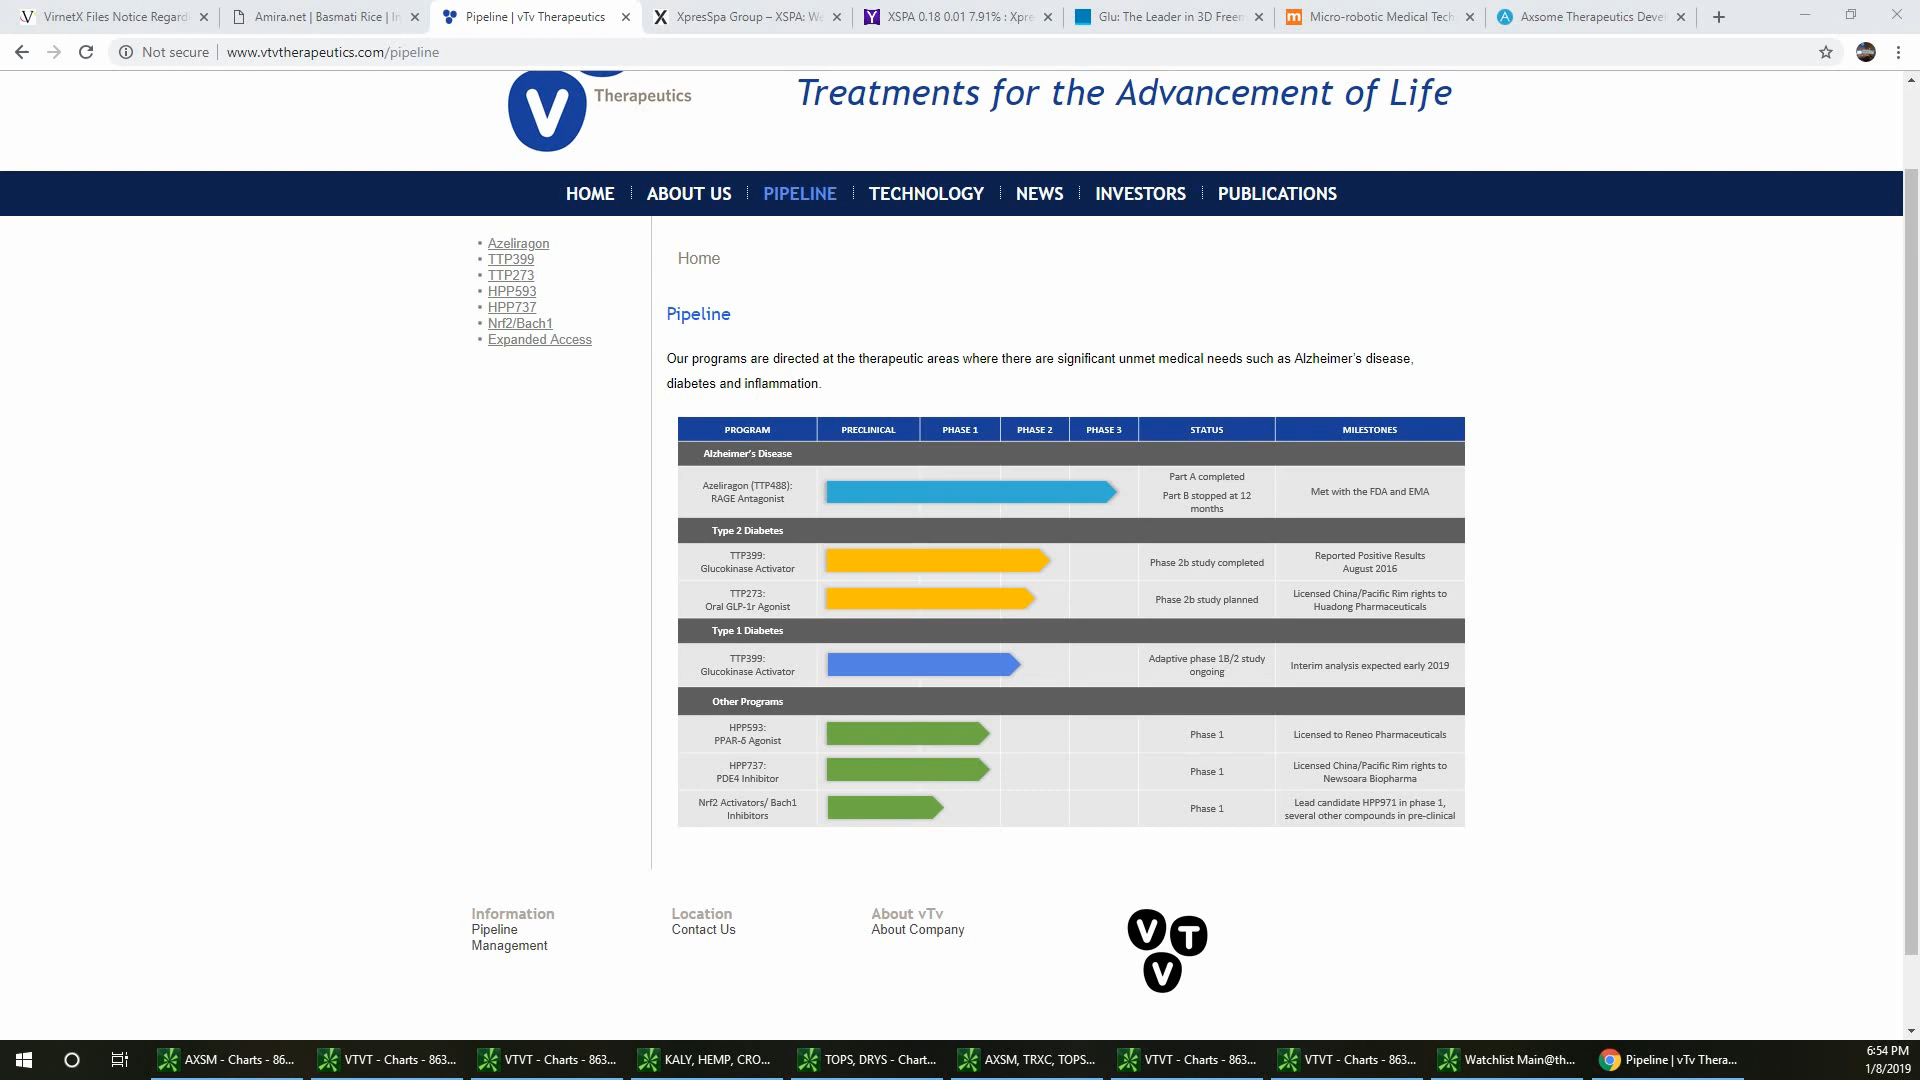 VirnetX Files Notice Regard
Amira.net | Basmati Rice | In
Pipeline | vTv Therapeutics
XpresSpa Group – XSPA: We
XSPA 0.18 0.01 7.91% : Xpre
Glu: The Leader in 3D Freem
Micro-robotic Medical Tech
Axsome Therapeutics Deve
Not secure
www.vtvtherapeutics.com/pipeline
V
Therapeutics
Treatments for the Advancement of Life
HOME
ABOUT US
PIPELINE
TECHNOLOGY
NEWS
INVESTORS
PUBLICATIONS
• Azeliragon
• TTP399
• TTP273
• HPP593
• HPP737
• Nrf2/Bach1
• Expanded Access
Home
Pipeline
Our programs are directed at the therapeutic areas where there are significant unmet medical needs such as Alzheimer's disease,
diabetes and inflammation.
PROGRAM PRECLINICAL PHASE 1 PHASE 2 PHASE 3 STATUS MILESTONES
Alzheimer's Disease
Azeliragon (TTP488):
RAGE Antagonist
Part A completed
Part B stopped at 12
months
Met with the FDA and EMA
Type 2 Diabetes
TTP399:
Glucokinase Activator
Phase 2b study completed
Reported Positive Results
August 2016
TTP273:
Oral GLP-1r Agonist
Phase 2b study planned
Licensed China/Pacific Rim rights to
Huadong Pharmaceuticals
Type 1 Diabetes
TTP399:
Glucokinase Activator
Adaptive phase 1B/2 study
ongoing
Interim analysis expected early 2019
Other Programs
HPP593:
PPAR-δ Agonist
Phase 1
Licensed to Reneo Pharmaceuticals
HPP737:
PDE4 Inhibitor
Phase 1
Licensed China/Pacific Rim rights to
Newsoara Biopharma
Nrf2 Activators/ Bach1
Inhibitors
Phase 1
Lead candidate HPP971 in phase 1,
several other compounds in pre-clinical
Information
Pipeline
Management
Location
Contact Us
About vTv
About Company
V T
V
AXSM - Charts - 86...
VTVT - Charts - 863...
VTVT - Charts - 863...
KALY, HEMP, CRO...
TOPS, DRYS - Chart...
AXSM, TRXC, TOPS...
VTVT - Charts - 863...
VTVT - Charts - 863...
Watchlist Main@th...
Pipeline | vTv Thera...
6:54 PM
1/8/2019